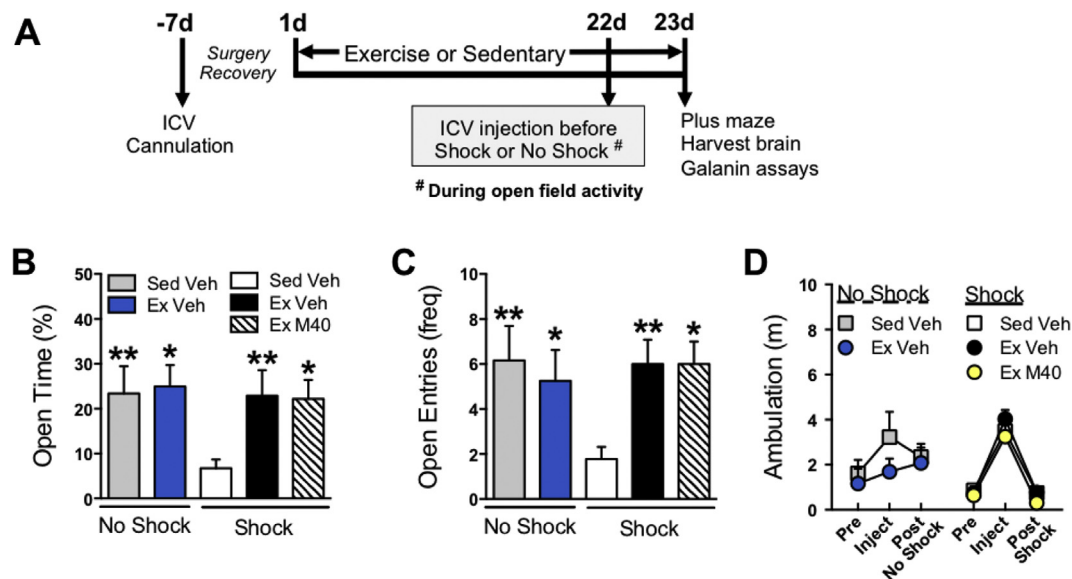 A
-7d
1d
22d
23d
Surgery
Recovery
Exercise or Sedentary
ICV
Cannulation
ICV injection before
Shock or No Shock #
# During open field activity
Plus maze
Harvest brain
Galanin assays
B
Open Time (%)
50
40
30
20
10
0
Sed Veh
Ex Veh
Sed Veh
Ex Veh
Ex M40
**
*
**
*
No Shock
Shock
C
Open Entries (freq)
10
8
6
4
2
0
**
*
**
*
No Shock
Shock
D
Ambulation (m)
10
8
6
4
2
0
No Shock
Sed Veh
Ex Veh
Shock
Sed Veh
Ex Veh
Ex M40
Pre
Inject
Post
No Shock
Pre
Inject
Post
Shock